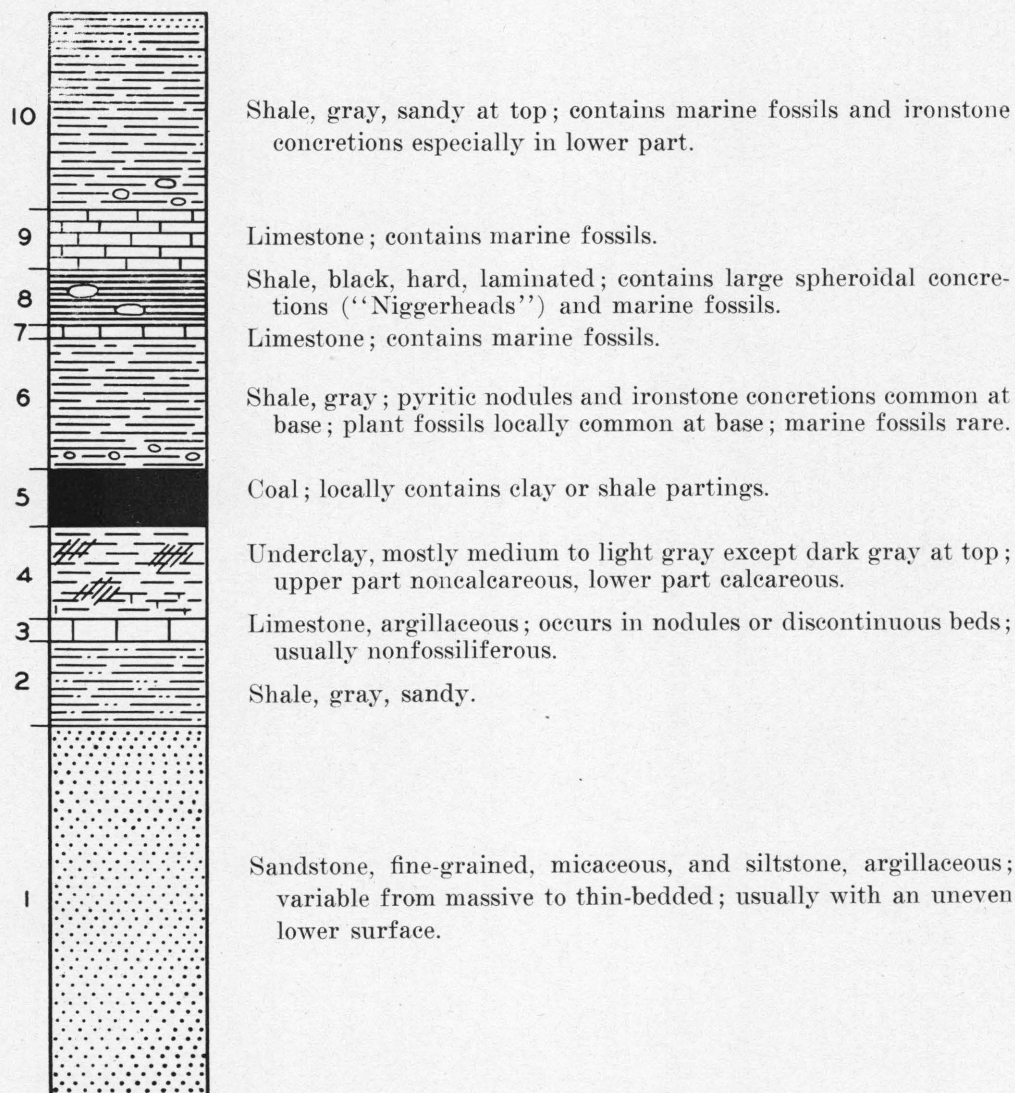 10
Shale, gray, sandy at top; contains marine fossils and ironstone
concretions especially in lower part.
9
Limestone; contains marine fossils.
8
Shale, black, hard, laminated; contains large spheroidal concre-
tions (‘‘Niggerheads’’) and marine fossils.
7
Limestone; contains marine fossils.
6
Shale, gray; pyritic nodules and ironstone concretions common at
base; plant fossils locally common at base; marine fossils rare.
5
Coal; locally contains clay or shale partings.
4
Underclay, mostly medium to light gray except dark gray at top;
upper part noncalcareous, lower part calcareous.
3
Limestone, argillaceous; occurs in nodules or discontinuous beds;
usually nonfossiliferous.
2
Shale, gray, sandy.
1
Sandstone, fine-grained, micaceous, and siltstone, argillaceous;
variable from massive to thin-bedded; usually with an uneven
lower surface.